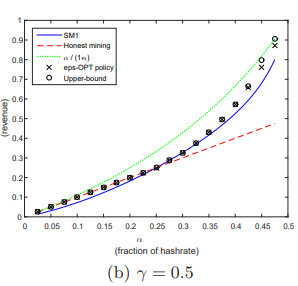 1
0.9
0.8
0.7
0.6
0.5
0.4
0.3
0.2
0.1
0
(revenue)
SM1
Honest mining
α / (1α)
eps-OPT policy
Upper-bound
0 0.05 0.1 0.15 0.2 0.25 0.3 0.35 0.4 0.45 0.5
α
(fraction of hashrate)
(b) γ = 0.5